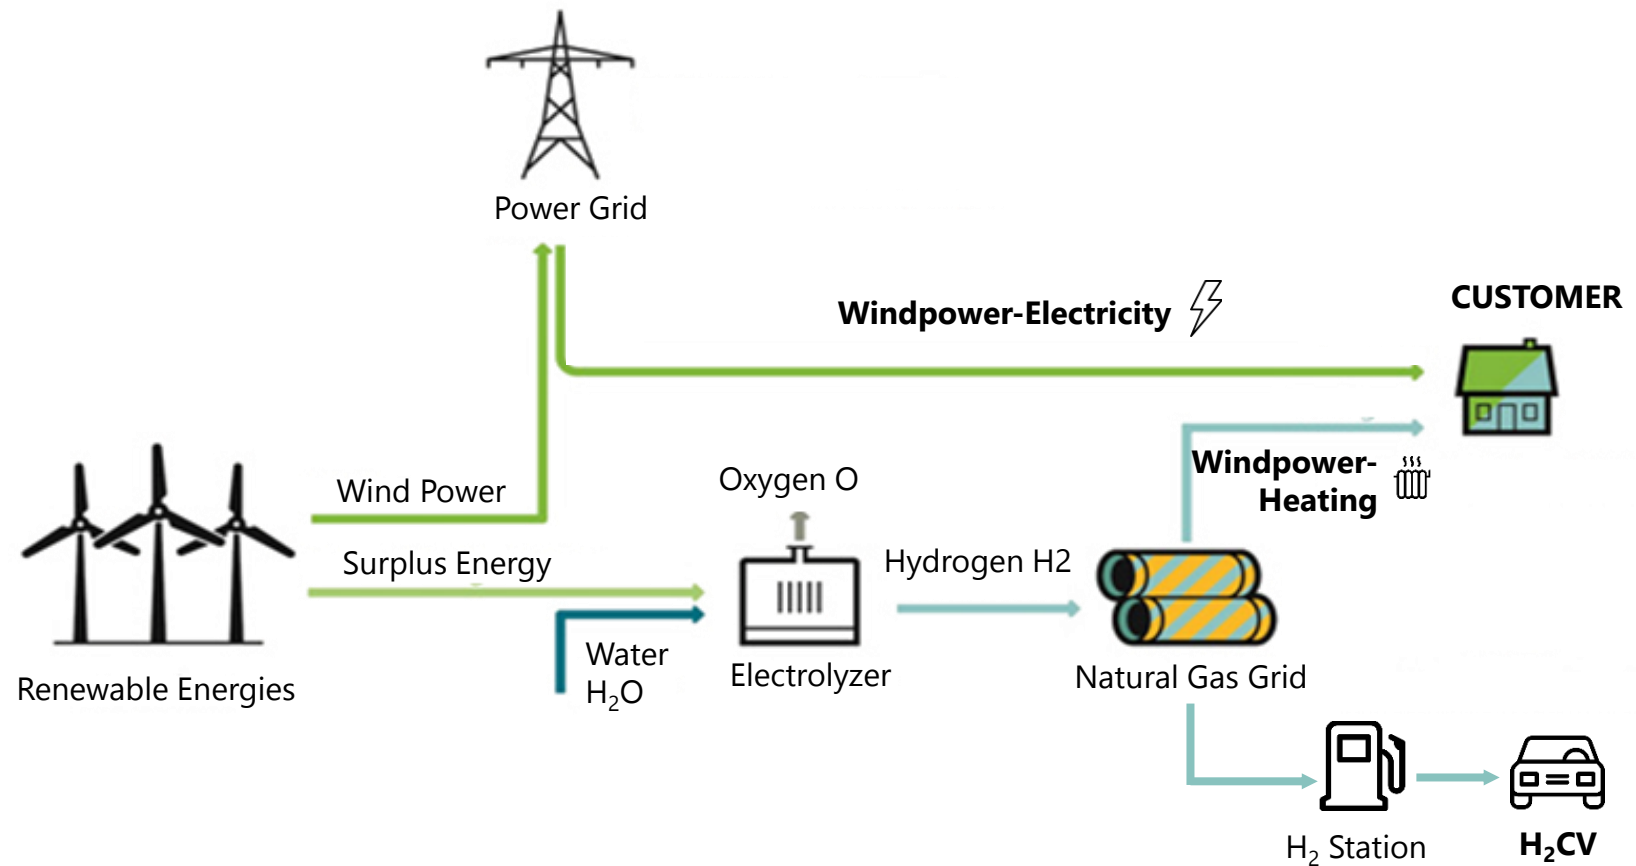 Power Grid
Windpower-Electricity
CUSTOMER
Windpower-
Heating
Wind Power
Oxygen O
Surplus Energy
Hydrogen H2
Water
H₂O
Electrolyzer
Natural Gas Grid
Renewable Energies
H₂ Station
H₂CV